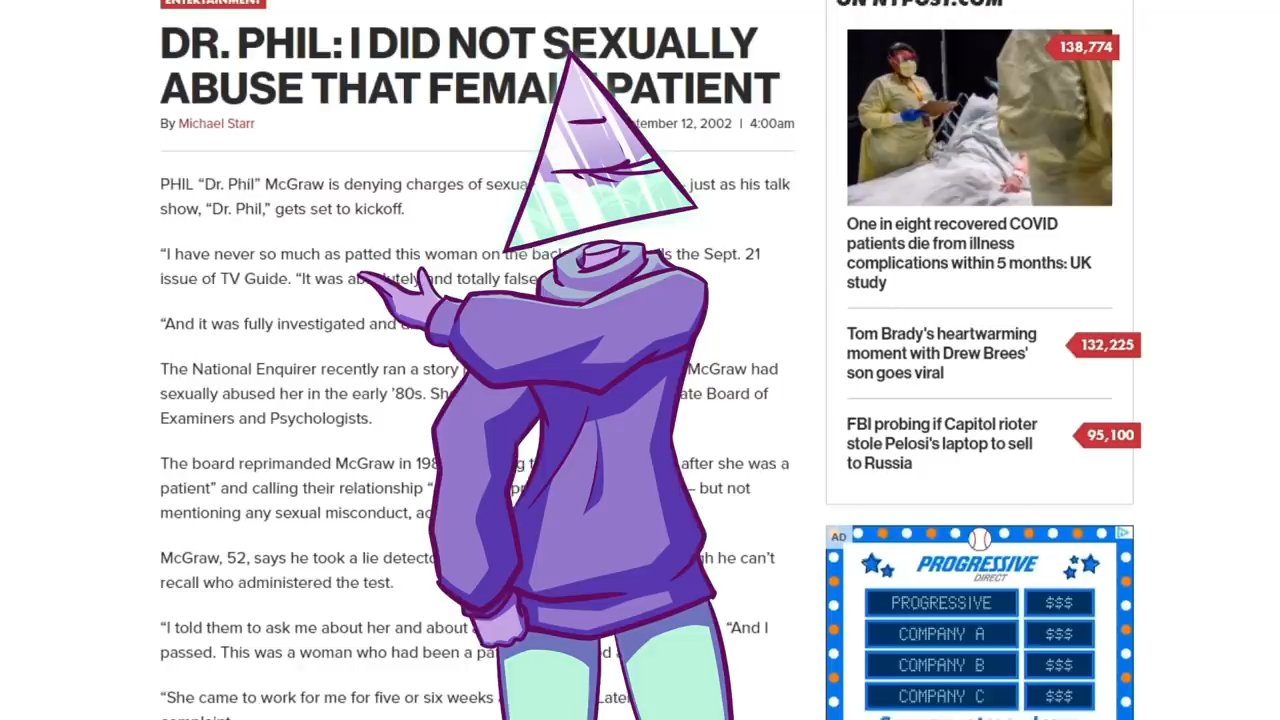 ENTERTAINMENT
DR. PHIL: I DID NOT SEXUALLY
ABUSE THAT FEMALE PATIENT
By Michael Starr
tember 12, 2002 | 4:00am
PHIL “Dr. Phil” McGraw is denying charges of sexua just as his talk
show, “Dr. Phil,” gets set to kickoff.
“I have never so much as patted this woman on the back the Sept. 21
issue of TV Guide. “It was absolutely and totally false
“And it was fully investigated and
The National Enquirer recently ran a story McGraw had
sexually abused her in the early ’80s. Sh ate Board of
Examiners and Psychologists.
The board reprimanded McGraw in 198 after she was a
patient” and calling their relationship “ – but not
mentioning any sexual misconduct, ac
McGraw, 52, says he took a lie detecto he can’t
recall who administered the test.
“I told them to ask me about her and about “And I
passed. This was a woman who had been a pa
“She came to work for me for five or six weeks Late
complaint
ON NYPOST.COM
138,774
One in eight recovered COVID
patients die from illness
complications within 5 months: UK
study
Tom Brady's heartwarming
moment with Drew Brees'
son goes viral
132,225
FBI probing if Capitol rioter
stole Pelosi's laptop to sell
to Russia
95,100
AD
PROGRESSIVE
DIRECT
PROGRESSIVE $$$
COMPANY A $$$
COMPANY B $$$
COMPANY C $$$